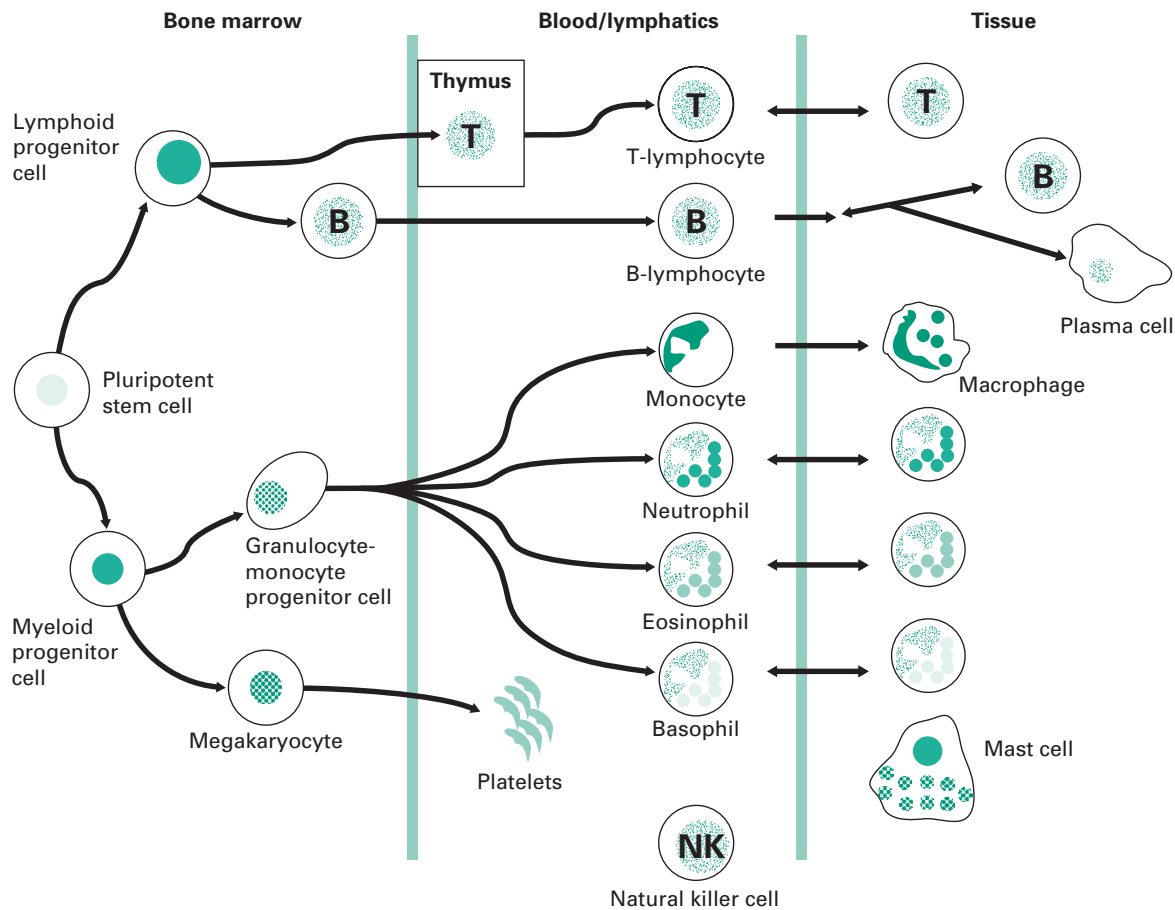 Bone marrow
Blood/lymphatics
Tissue
Thymus
T
T
T
Lymphoid
progenitor
cell
T-lymphocyte
B
B
B
B-lymphocyte
Plasma cell
Pluripotent
stem cell
Monocyte
Macrophage
Neutrophil
Granulocyte-
monocyte
progenitor cell
Eosinophil
Myeloid
progenitor
cell
Megakaryocyte
Basophil
Platelets
Mast cell
NK
Natural killer cell